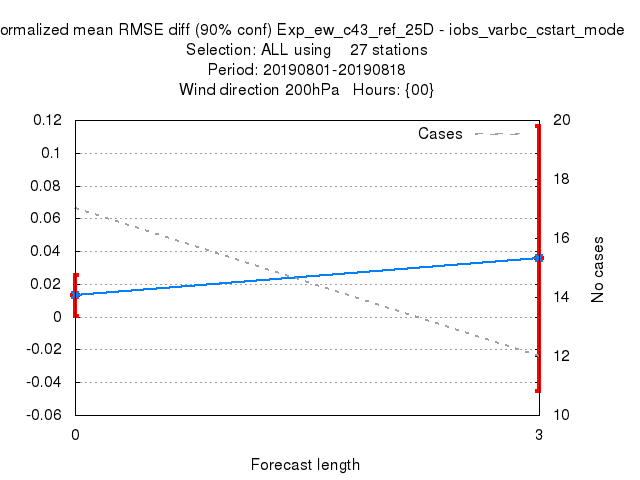 ormalized mean RMSE diff (90% conf) Exp_ew_c43_ref_25D - iobs_varbc_cstart_mode
Selection: ALL using 27 stations
Period: 20190801-20190818
Wind direction 200hPa Hours: {00}
Cases
0.12
0.1
0.08
0.06
0.04
0.02
0
-0.02
-0.04
-0.06
20
18
16
14
12
10
No cases
0
3
Forecast length